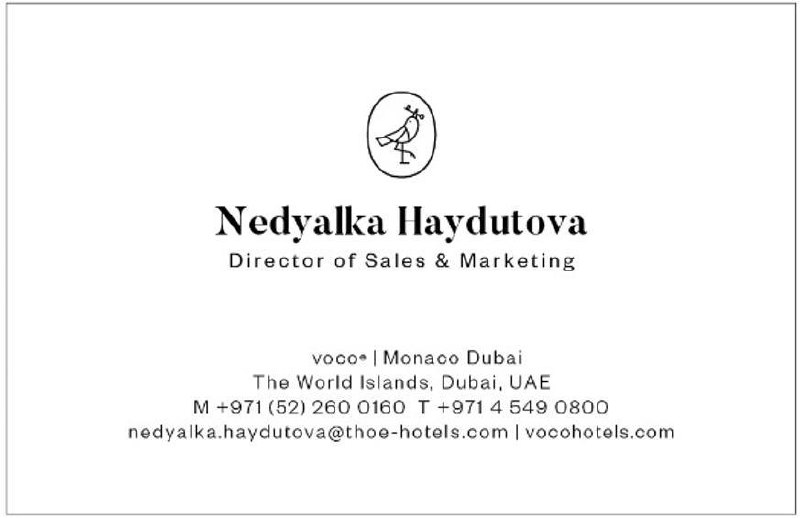 Nedyalka Haydutova
Director of Sales & Marketing
voco® | Monaco Dubai
The World Islands, Dubai, UAE
M +971 (52) 260 0160 T +971 4 549 0800
nedyalka.haydutova@thoe-hotels.com | vocohotels.com